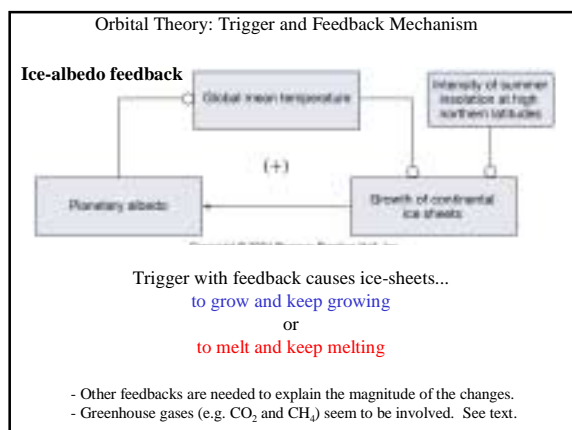 Orbital Theory: Trigger and Feedback Mechanism
Ice-albedo feedback
Global mean temperature
Intensity of summer
insolation at high
northern latitudes
(+)
Planetary albedo
Growth of continental
ice sheets
Trigger with feedback causes ice-sheets...
to grow and keep growing
or
to melt and keep melting
- Other feedbacks are needed to explain the magnitude of the changes.
- Greenhouse gases (e.g. CO₂ and CH₄) seem to be involved. See text.